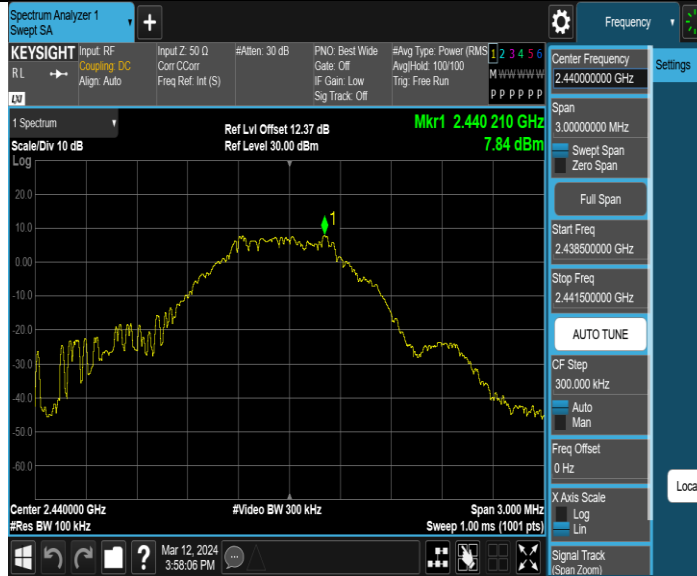 Spectrum Analyzer 1
Swept SA
+
Frequency
KEYSIGHT
RL
LXI
Input: RF
Coupling: DC
Align: Auto
Input Z: 50 Ω
Corr CCorr
Freq Ref: Int (S)
#Atten: 30 dB
PNO: Best Wide
Gate: Off
IF Gain: Low
Sig Track: Off
#Avg Type: Power (RMS
Avg|Hold: 100/100
Trig: Free Run
1 2 3 4 5 6
M W W W W W
P P P P P P
Center Frequency
2.440000000 GHz
Settings
Span
3.00000000 MHz
Swept Span
Zero Span
Full Span
Start Freq
2.438500000 GHz
Stop Freq
2.441500000 GHz
AUTO TUNE
CF Step
300.000 kHz
Auto
Man
Freq Offset
0 Hz
X Axis Scale
Log
Lin
Signal Track
(Span Zoom)
Loca
1 Spectrum
Scale/Div 10 dB
Log
Ref Lvl Offset 12.37 dB
Ref Level 30.00 dBm
Mkr1 2.440 210 GHz
7.84 dBm
1
20.0
10.0
0.00
-10.0
-20.0
-30.0
-40.0
-50.0
-60.0
Center 2.440000 GHz
#Res BW 100 kHz
#Video BW 300 kHz
Span 3.000 MHz
Sweep 1.00 ms (1001 pts)
?
Mar 12, 2024
3:58:06 PM